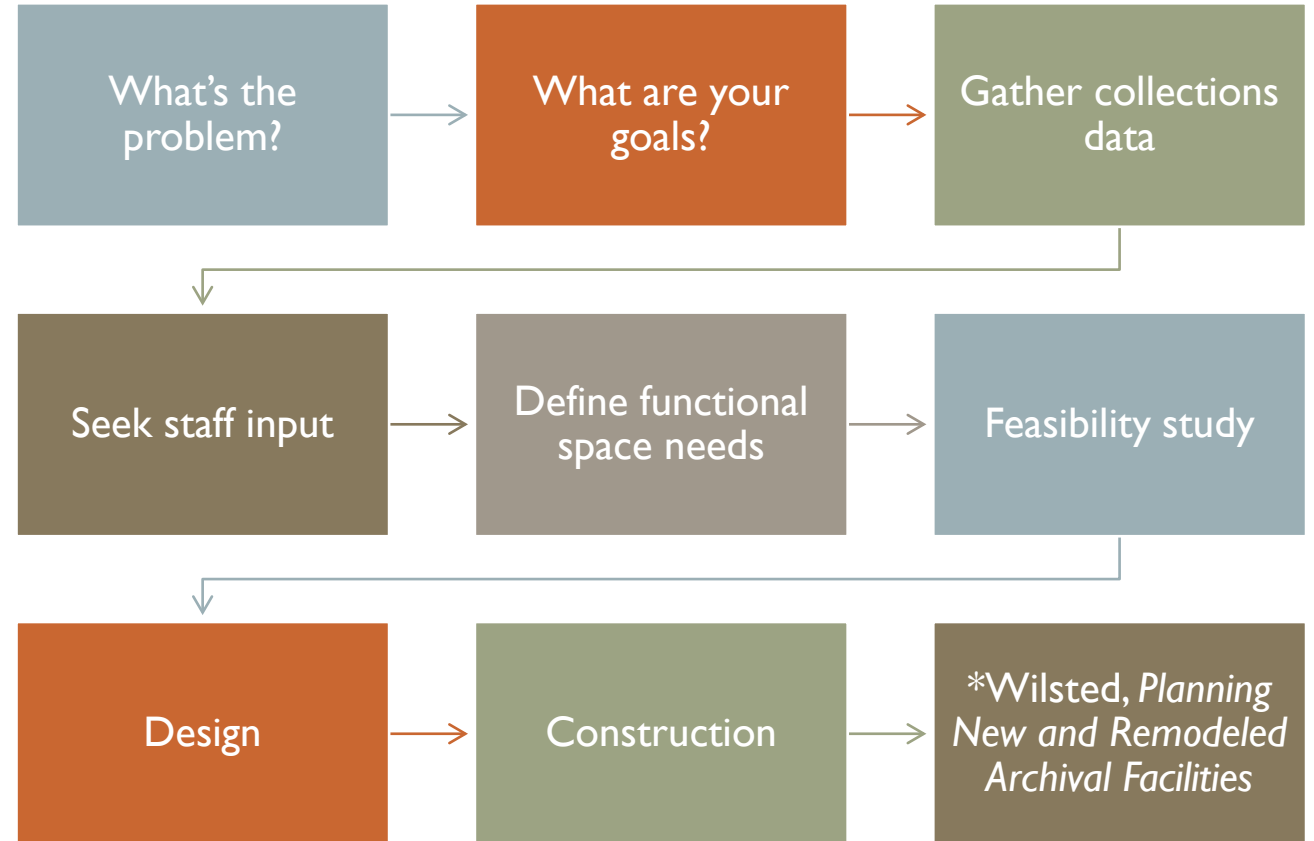 What's the
problem?
What are your
goals?
Gather collections
data
Seek staff input
Define functional
space needs
Feasibility study
Design
Construction
*Wilsted, Planning
New and Remodeled
Archival Facilities